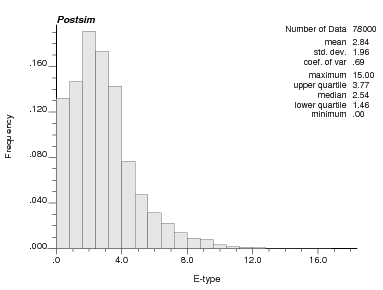 Postsim
Number of Data 78000
mean 2.84
std. dev. 1.96
coef. of var .69
maximum 15.00
upper quartile 3.77
median 2.54
lower quartile 1.46
minimum .00
Frequency
.160
.120
.080
.040
.000
.0 4.0 8.0 12.0 16.0
E-type